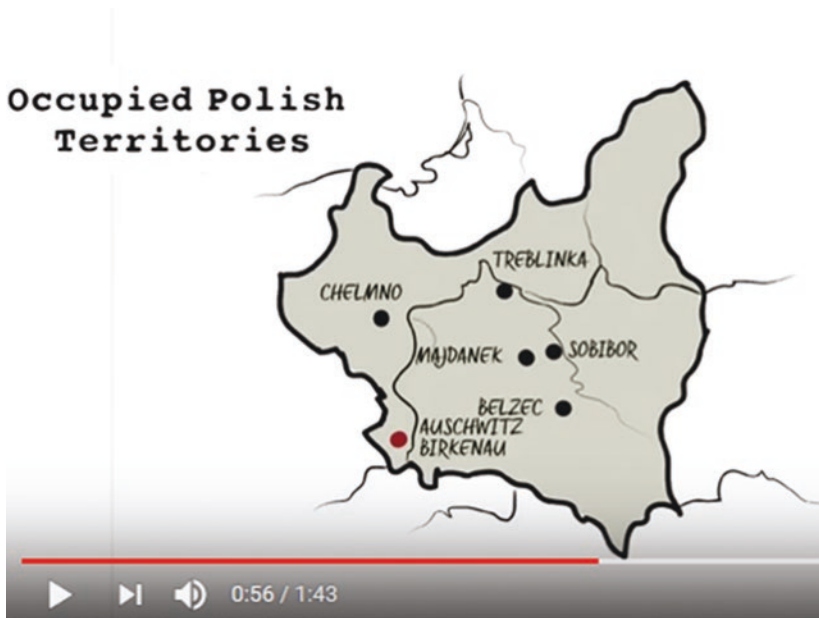 Occupied Polish
Territories
TREBLINKA
CHELMNO
MAJDANEK
SOBIBOR
BELZEC
AUSCHWITZ
BIRKENAU
0:56 / 1:43